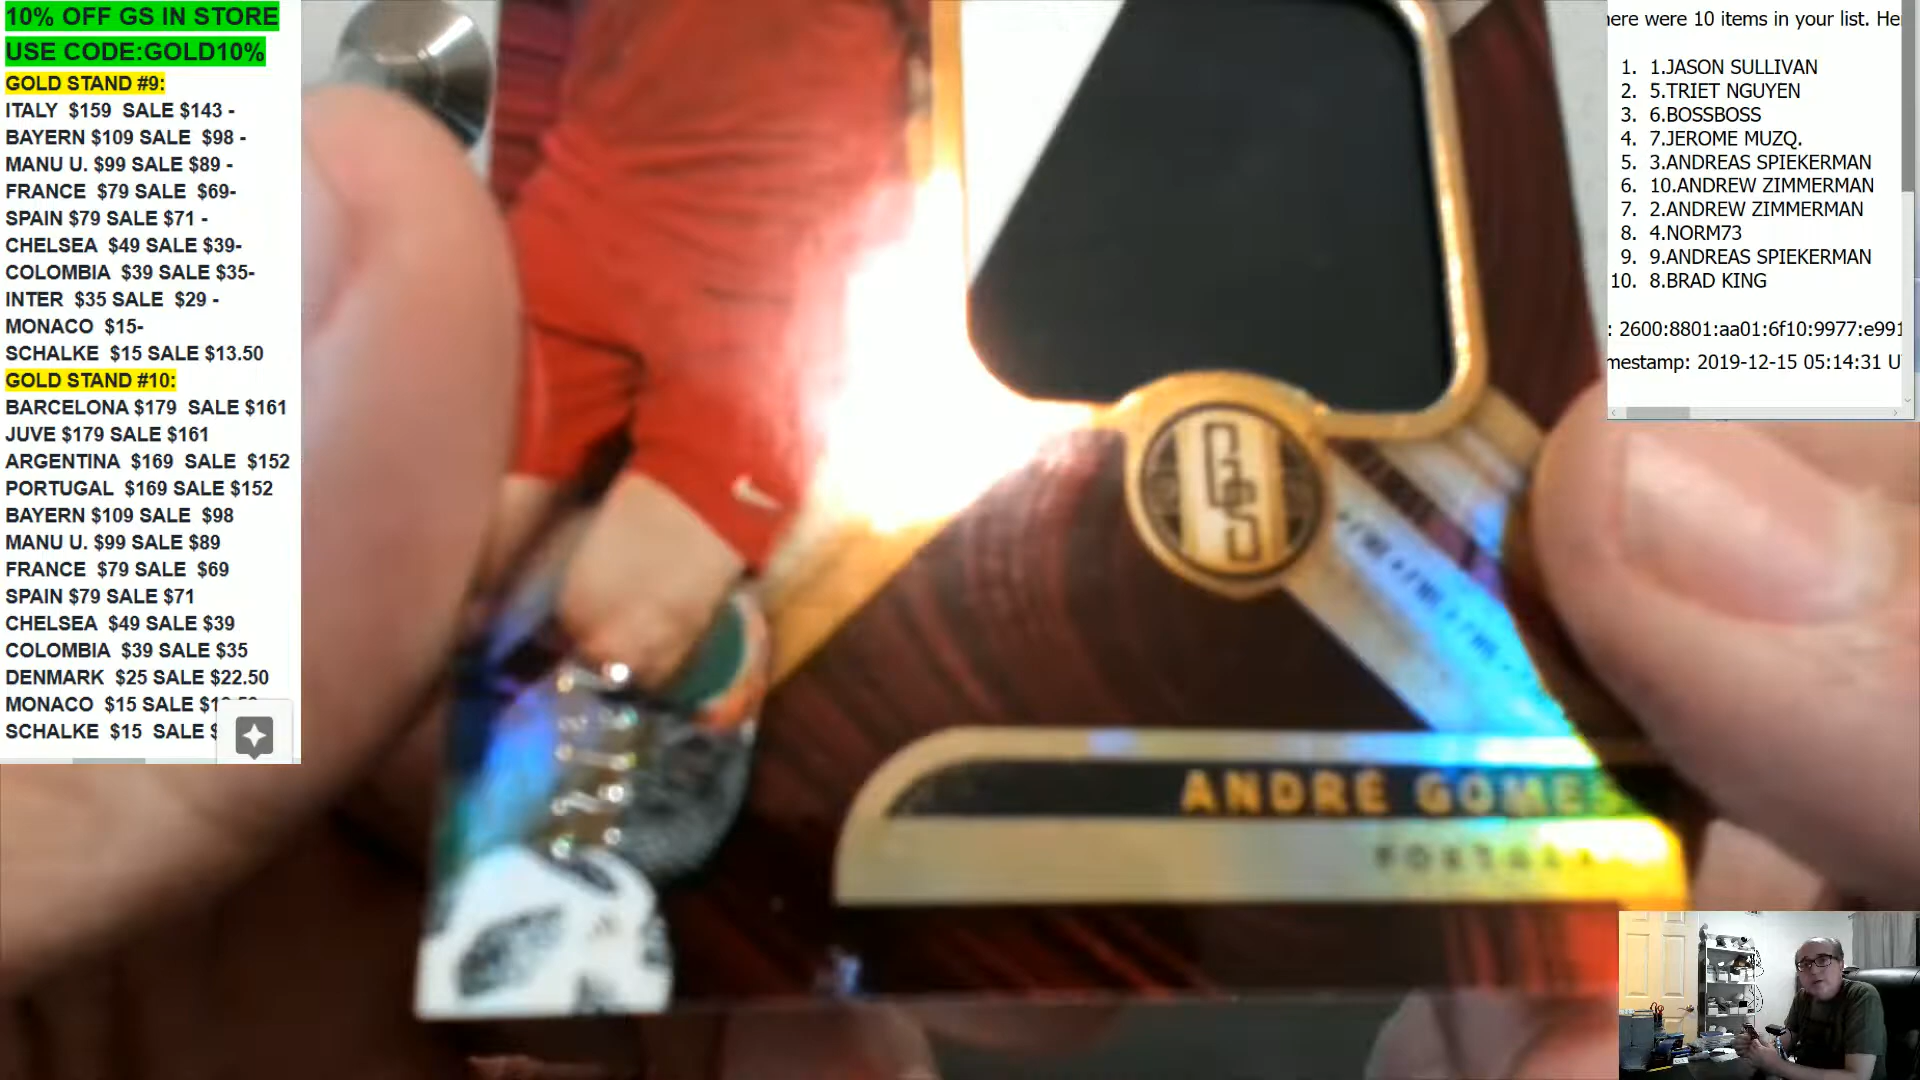 10% OFF GS IN STORE
USE CODE:GOLD10%
GOLD STAND #9:
ITALY $159 SALE $143 -
BAYERN $109 SALE $98 -
MANU U. $99 SALE $89 -
FRANCE $79 SALE $69-
SPAIN $79 SALE $71 -
CHELSEA $49 SALE $39-
COLOMBIA $39 SALE $35-
INTER $35 SALE $29 -
MONACO $15-
SCHALKE $15 SALE $13.50
GOLD STAND #10:
BARCELONA $179 SALE $161
JUVE $179 SALE $161
ARGENTINA $169 SALE $152
PORTUGAL $169 SALE $152
BAYERN $109 SALE $98
MANU U. $99 SALE $89
FRANCE $79 SALE $69
SPAIN $79 SALE $71
CHELSEA $49 SALE $39
COLOMBIA $39 SALE $35
DENMARK $25 SALE $22.50
MONACO $15 SALE
SCHALKE $15 SALE $
GS
ANDRÉ GOMES
ere were 10 items in your list. He
1. 1.JASON SULLIVAN
2. 5.TRIET NGUYEN
3. 6.BOSSBOSS
4. 7.JEROME MUZQ.
5. 3.ANDREAS SPIEKERMAN
6. 10.ANDREW ZIMMERMAN
7. 2.ANDREW ZIMMERMAN
8. 4.NORM73
9. 9.ANDREAS SPIEKERMAN
10. 8.BRAD KING
: 2600:8801:aa01:6f10:9977:e991
mestamp: 2019-12-15 05:14:31 U